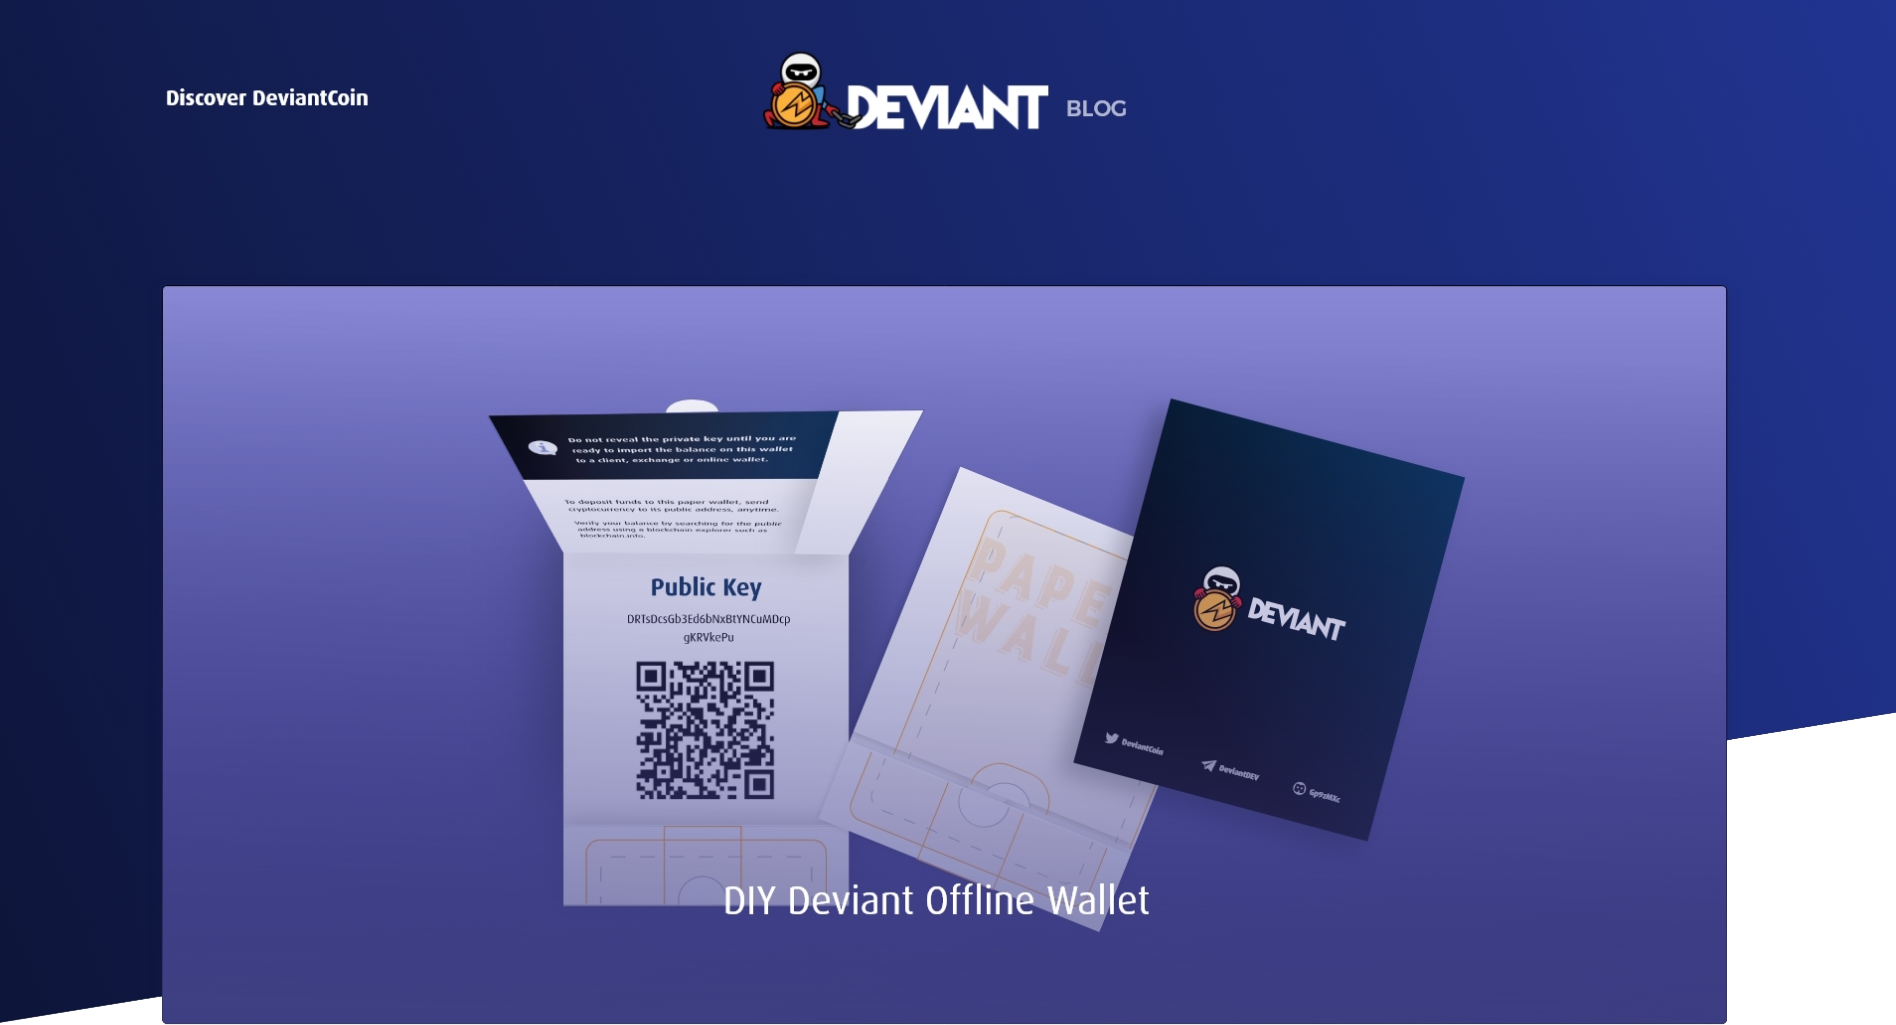 Discover DeviantCoin
DEVIANT BLOG
Do not reveal the private key until you are
ready to import the balance on this wallet
to a client, exchange or online wallet.
To deposit funds to this paper wallet, send
cryptocurrency to its public address, anytime.
Verify your balance by searching for the public
address using a blockchain explorer such as
blockchain.info.
Public Key
DRTsDcsGb3Ed6bNxBtYNCuMDcp
gKRVkePu
PAPE
WALL
DEVIANT
DeviantCoin
DeviantDEV
6p9zMXc
DIY Deviant Offline Wallet